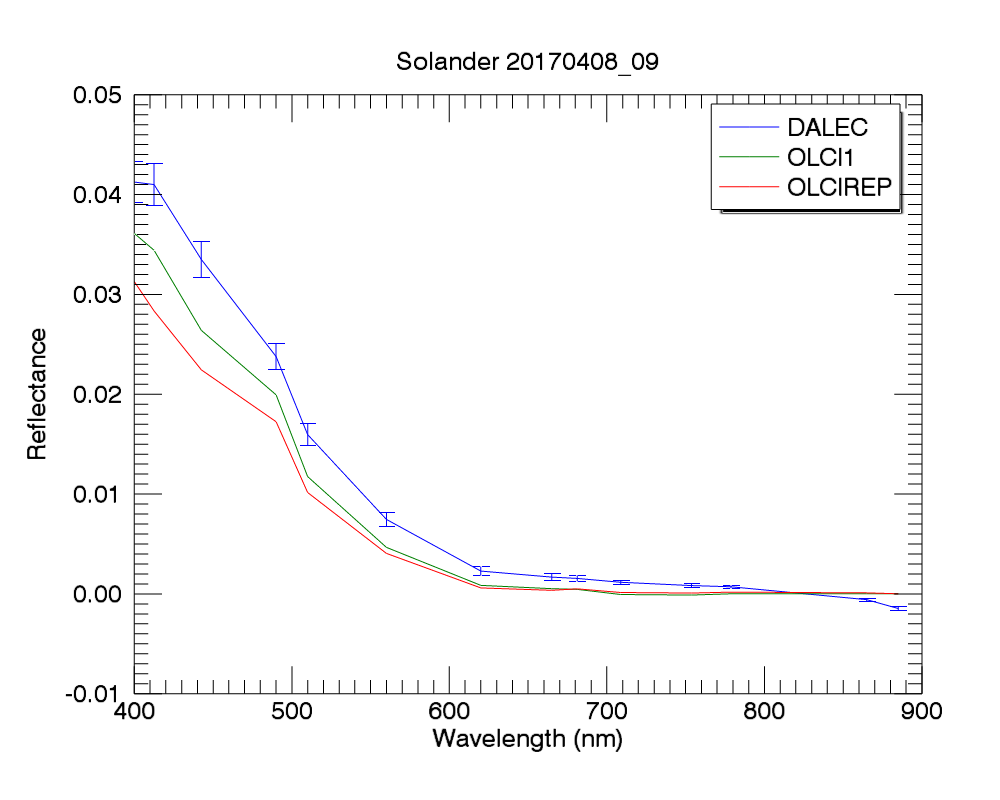 Solander 20170408_09
0.05
0.04
0.03
0.02
0.01
0.00
-0.01
Reflectance
DALEC
OLCI1
OLCIREP
400 500 600 700 800 900
Wavelength (nm)